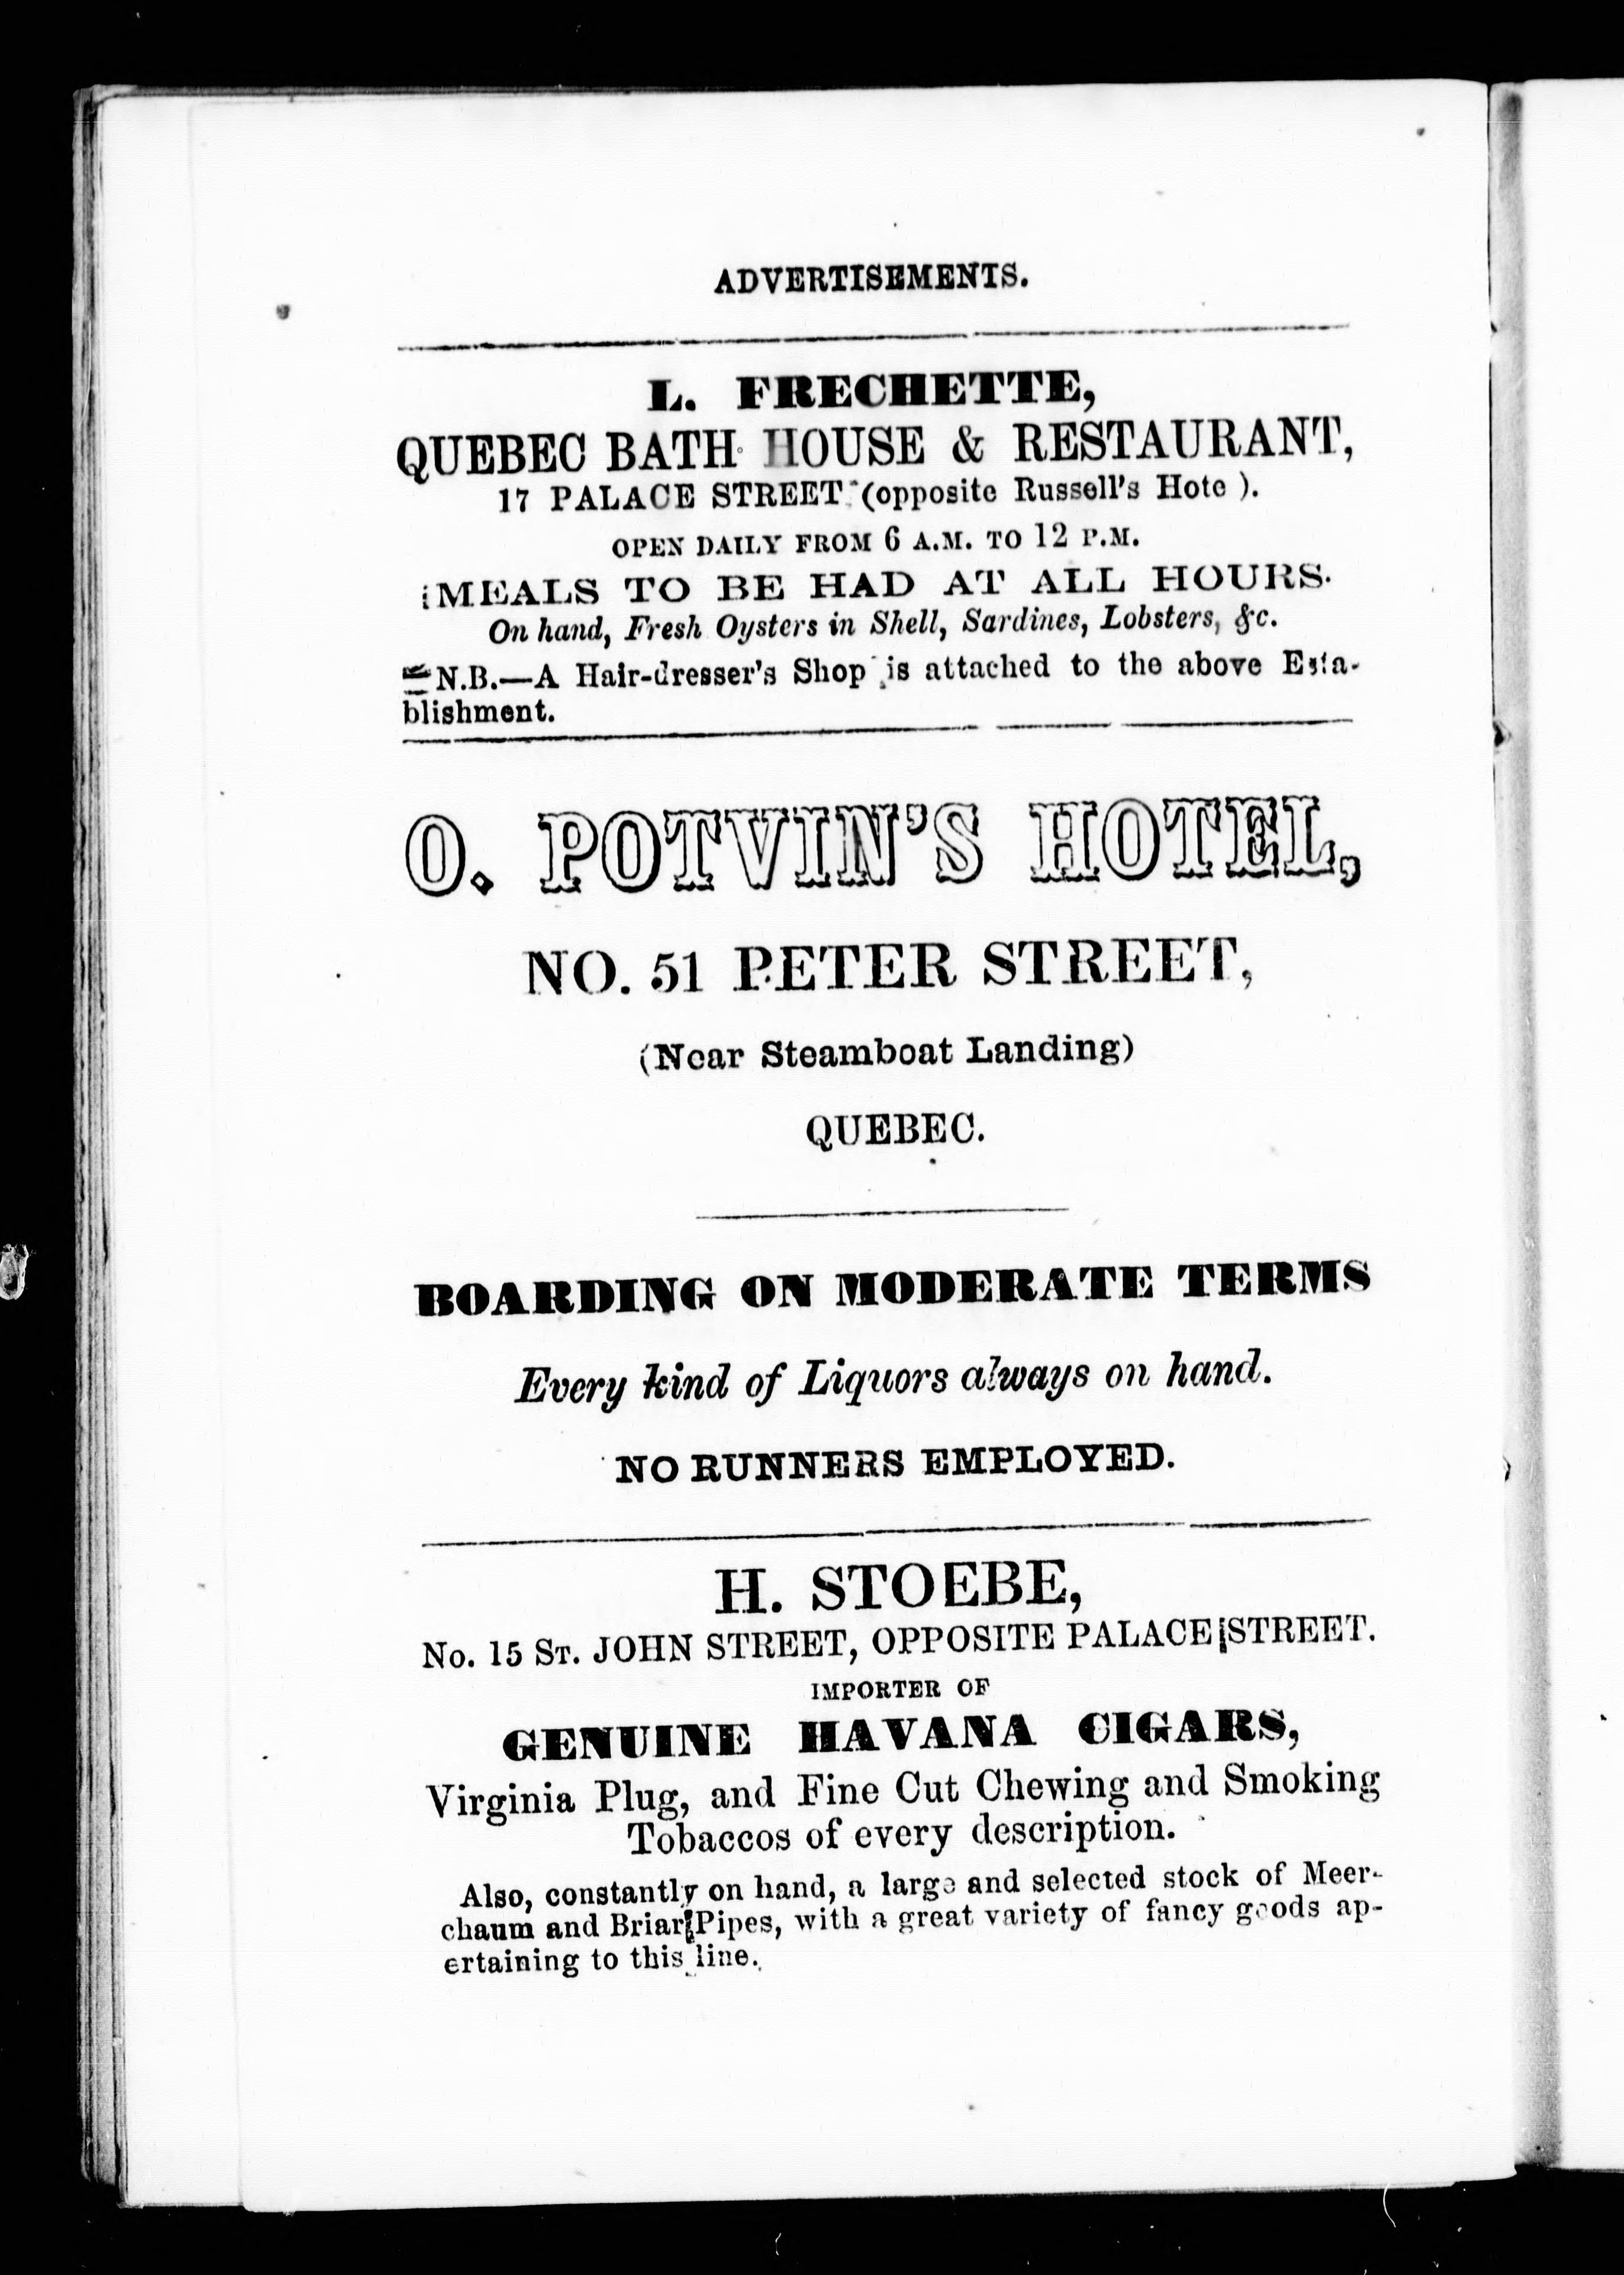 ADVERTISEMENTS.
L. FRECHETTE,
QUEBEC BATH HOUSE & RESTAURANT,
17 PALACE STREET (opposite Russell's Hote ).
OPEN DAILY FROM 6 A.M. TO 12 P.M.
MEALS TO BE HAD AT ALL HOURS.
On hand, Fresh Oysters in Shell, Sardines, Lobsters, &c.
☞ N.B.—A Hair-dresser's Shop is attached to the above Esta-
blishment.
O. POTVIN'S HOTEL,
NO. 51 PETER STREET,
(Near Steamboat Landing)
QUEBEC.
BOARDING ON MODERATE TERMS
Every kind of Liquors always on hand.
NO RUNNERS EMPLOYED.
H. STOEBE,
No. 15 St. JOHN STREET, OPPOSITE PALACE STREET.
IMPORTER OF
GENUINE HAVANA CIGARS,
Virginia Plug, and Fine Cut Chewing and Smoking
Tobaccos of every description.
Also, constantly on hand, a large and selected stock of Meer-
chaum and Briar Pipes, with a great variety of fancy goods ap-
ertaining to this line.